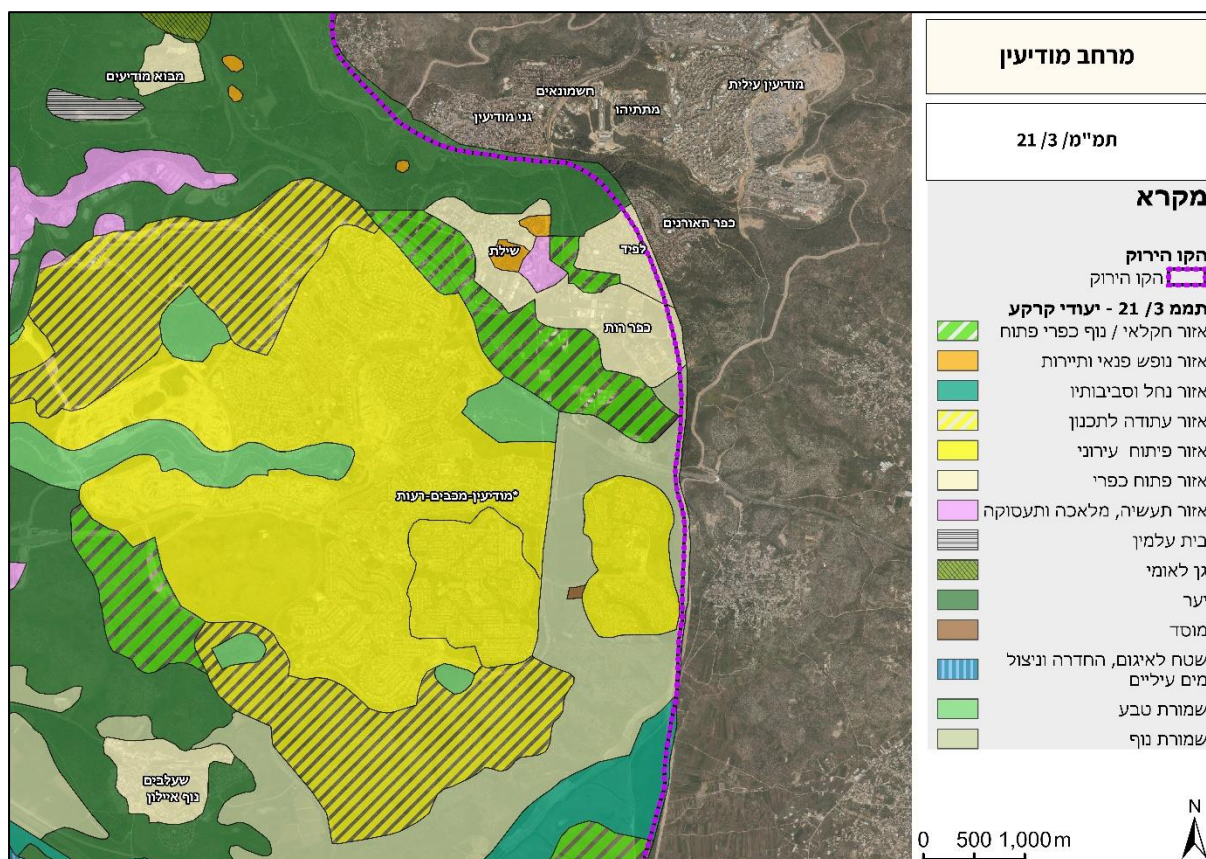 מרחב מודיעין
תמ"מ/ 3/ 21
מקרא
הקו הירוק
הקו הירוק
תממ 3/ 21 - יעודי קרקע
אזור חקלאי / נוף כפרי פתוח
אזור נופש פנאי ותיירות
אזור נחל וסביבותיו
אזור עתודה לתכנון
אזור פיתוח עירוני
אזור פתוח כפרי
אזור תעשיה, מלאכה ותעסוקה
בית עלמין
גן לאומי
יער
מוסד
שטח לאיגום, החדרה וניצול
מים עיליים
שמורת טבע
שמורת נוף
N
0 500 1,000m
מבוא מודיעים
מודיעין עילית
חשמונאים
מתתיהו
גני מודיעין
כפר האורנים
לפיד
שילת
כפר רות
מודיעין-מכבים-רעות*
שעלבים
נוף איילון